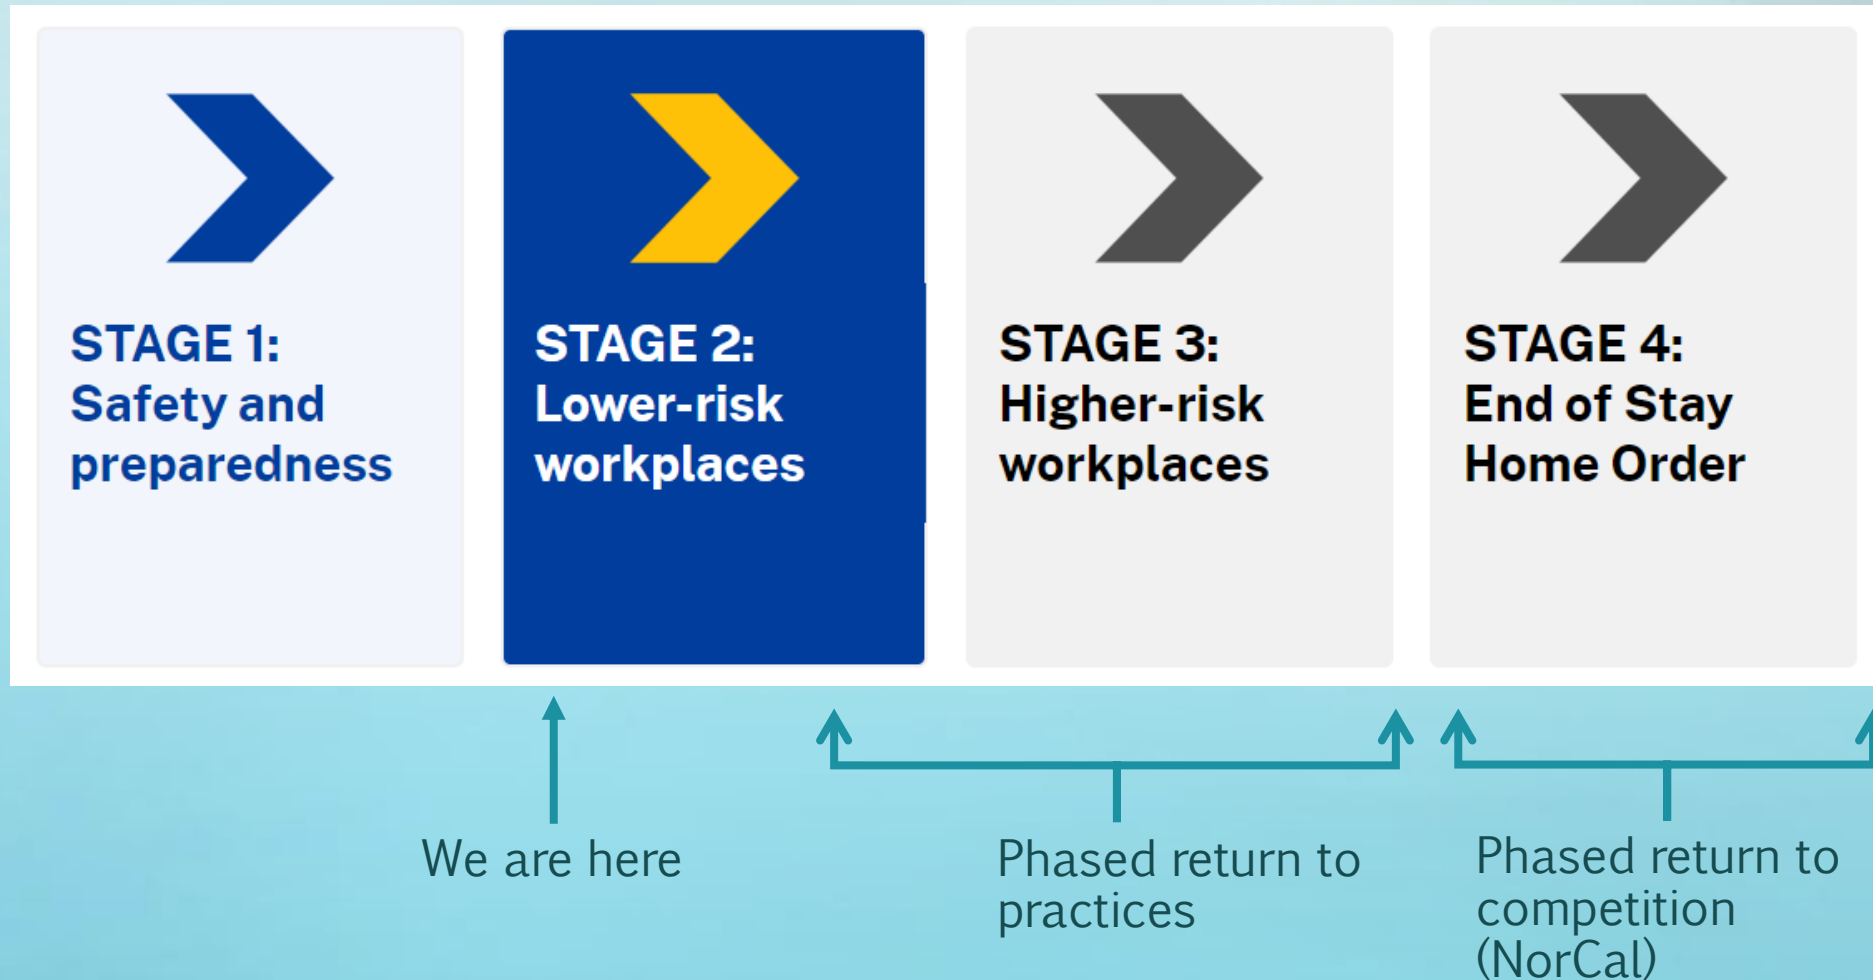 STAGE 1:
Safety and
preparedness
STAGE 2:
Lower-risk
workplaces
STAGE 3:
Higher-risk
workplaces
STAGE 4:
End of Stay
Home Order
We are here
Phased return to
practices
Phased return to
competition
(NorCal)